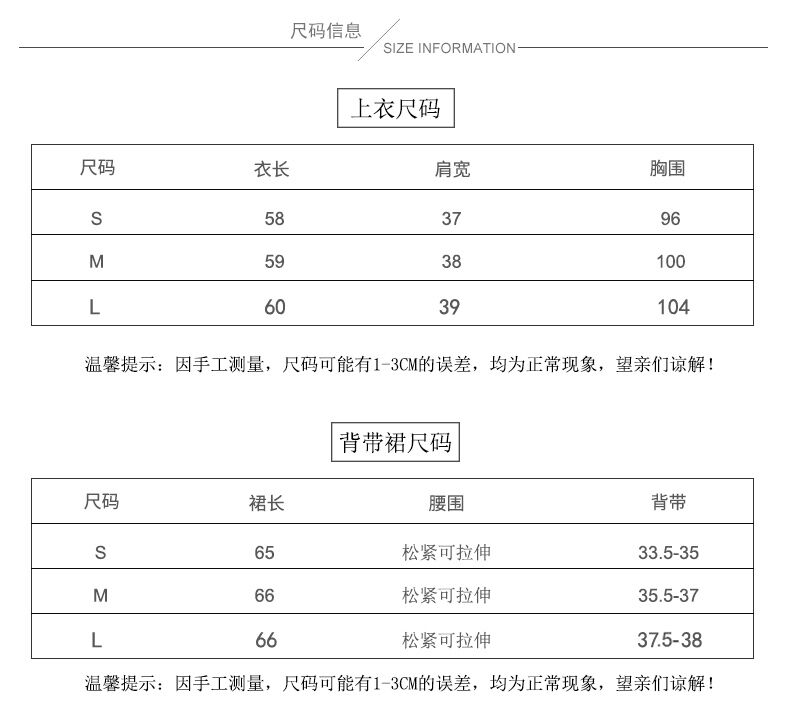 尺码信息
SIZE INFORMATION
上衣尺码
尺码 衣长 肩宽 胸围
S 58 37 96
M 59 38 100
L 60 39 104
温馨提示：因手工测量，尺码可能有1-3CM的误差，均为正常现象，望亲们谅解！
背带裙尺码
尺码 裙长 腰围 背带
S 65 松紧可拉伸 33.5-35
M 66 松紧可拉伸 35.5-37
L 66 松紧可拉伸 37.5-38
温馨提示：因手工测量，尺码可能有1-3CM的误差，均为正常现象，望亲们谅解！